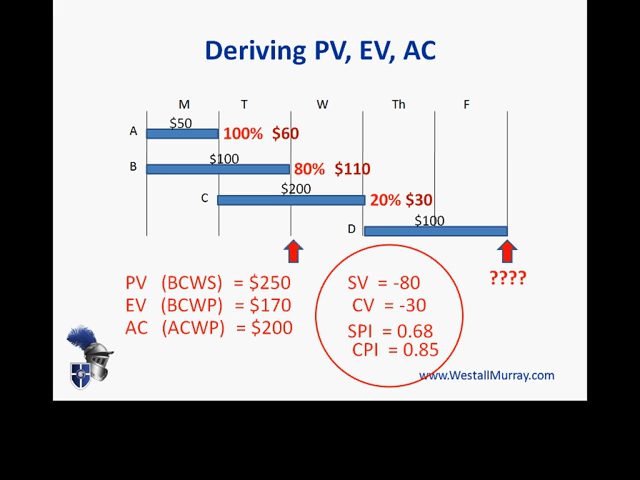 Deriving PV, EV, AC
M T W Th F
A $50 100% $60
B $100 80% $110
C $200 20% $30
D $100
????
PV (BCWS) = $250
EV (BCWP) = $170
AC (ACWP) = $200
SV = -80
CV = -30
SPI = 0.68
CPI = 0.85
www.WestallMurray.com